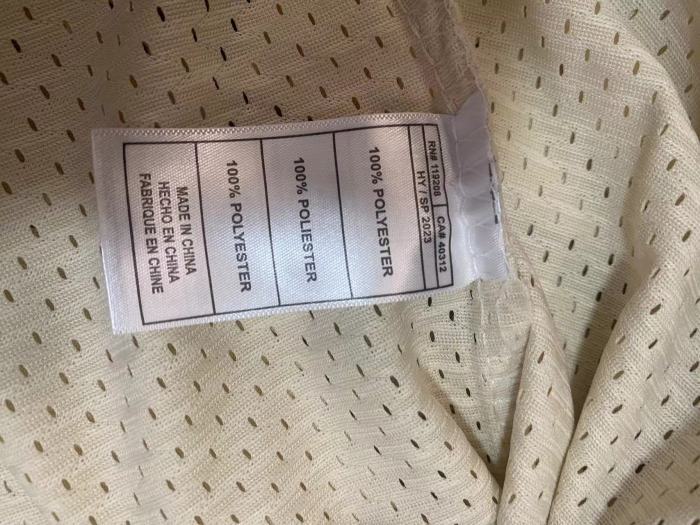 RN# 119208 CA# 40312
HY / SP 2023
100% POLYESTER
100% POLIESTER
100% POLYESTER
MADE IN CHINA
HECHO EN CHINA
FABRIQUE EN CHINE